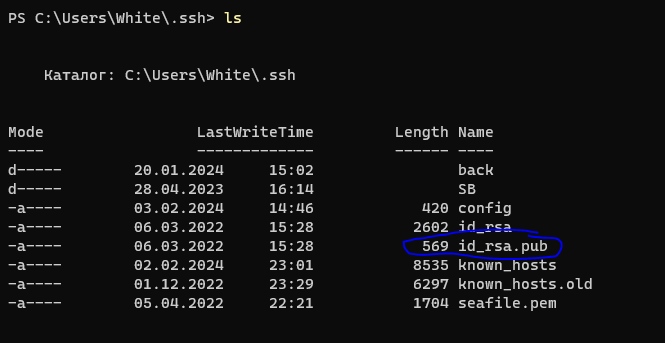 PS C:\Users\White\.ssh> ls
Каталог: C:\Users\White\.ssh
Mode LastWriteTime Length Name
---- ------------- ------ ----
d----- 20.01.2024 15:02 back
d----- 28.04.2023 16:14 SB
-a---- 03.02.2024 14:46 420 config
-a---- 06.03.2022 15:28 2602 id_rsa
-a---- 06.03.2022 15:28 569 id_rsa.pub
-a---- 02.02.2024 23:01 8535 known_hosts
-a---- 01.12.2022 23:29 6297 known_hosts.old
-a---- 05.04.2022 22:21 1704 seafile.pem